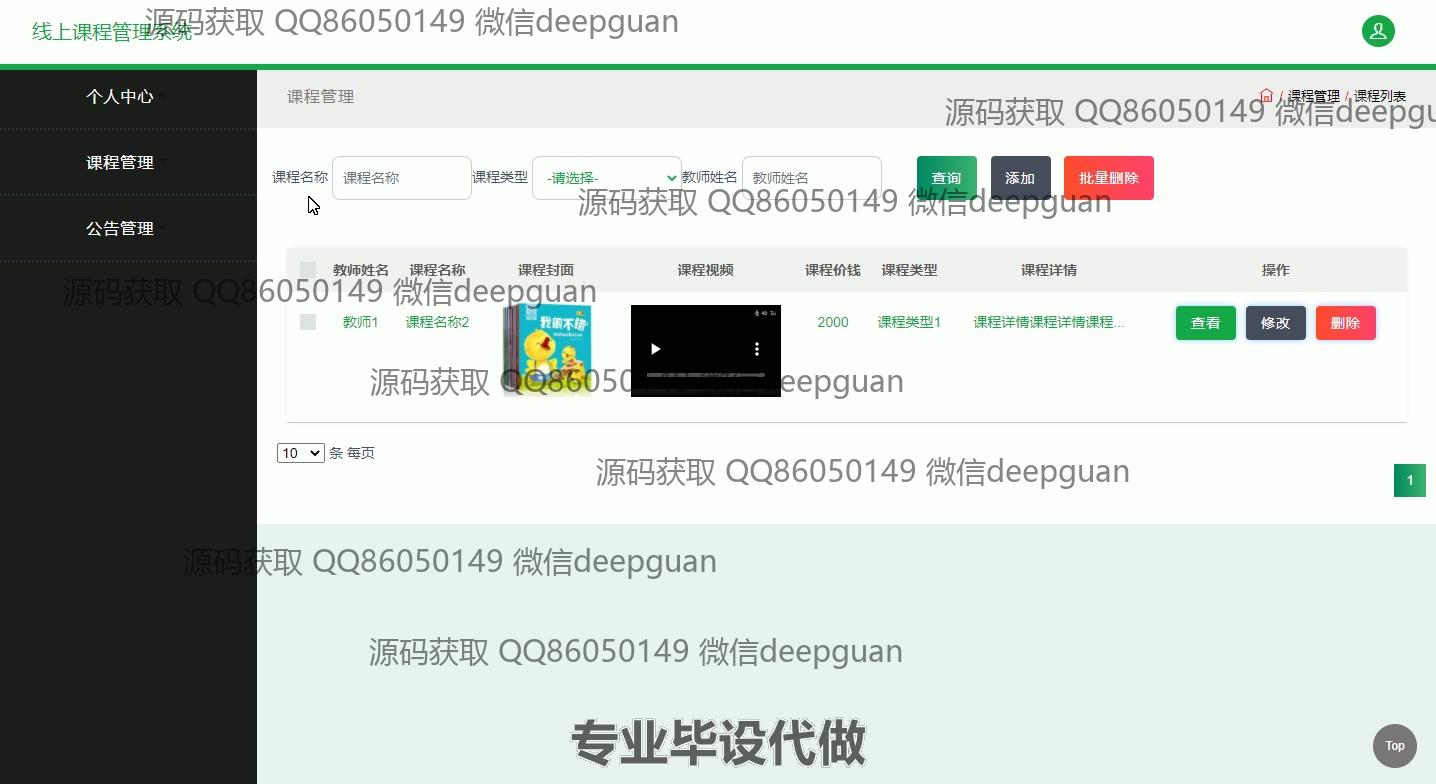 源码获取 QQ86050149 微信deepguan
线上课程管理系统
个人中心
课程管理
公告管理
课程管理
/ 课程管理 / 课程列表
源码获取 QQ86050149 微信deepgu
课程名称 课程名称 课程类型 -请选择- 教师姓名 教师姓名 查询 添加 批量删除
源码获取 QQ86050149 微信deepguan
教师姓名 课程名称 课程封面 课程视频 课程价钱 课程类型 课程详情 操作
源码获取 QQ86050149 微信deepguan
教师1 课程名称2 我很不错 2000 课程类型1 课程详情课程详情课程... 查看 修改 删除
源码获取 QQ86050149 微信deepguan
10 条 每页
源码获取 QQ86050149 微信deepguan
1
源码获取 QQ86050149 微信deepguan
源码获取 QQ86050149 微信deepguan
专业毕设代做
Top